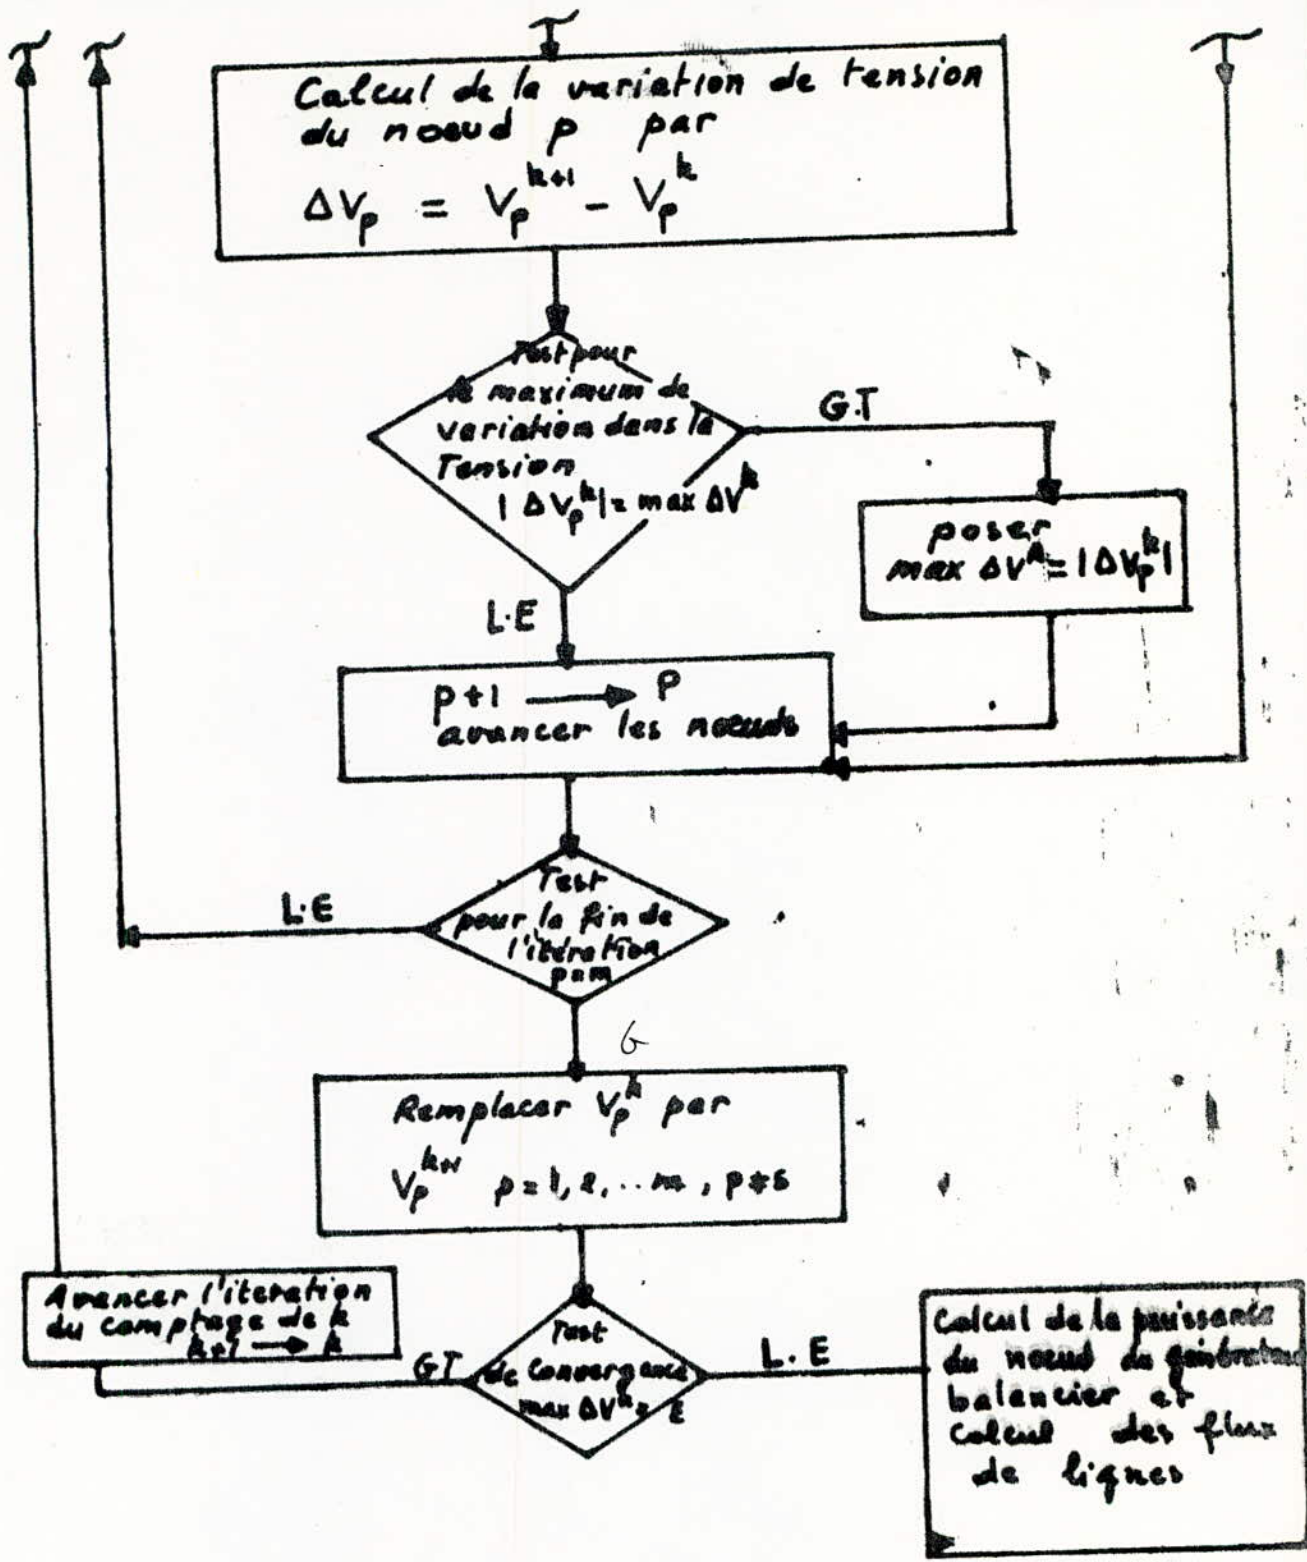 Calcul de la variation de tension
du noeud p par
ΔVp = Vp^k+1 - Vp^k
Test pour
le maximum de
variation dans la
Tension
| ΔVp^k| = max ΔV^k
G.T
poser
max ΔV^k = |ΔVp^k|
L.E
p+1 → P
avancer les noeuds
Test
pour la fin de
l'itération
p=m
L.E
G
Remplacer Vp^k par
Vp^k+1 p=1, 2, ..m, p≠s
Avancer l'iteration
du comptage de k
k+1 → k
GT
Test
de convergence
max ΔV^k = ε
L.E
Calcul de la puissance
du noeud du générateur
balancier et
calcul des flux
de lignes